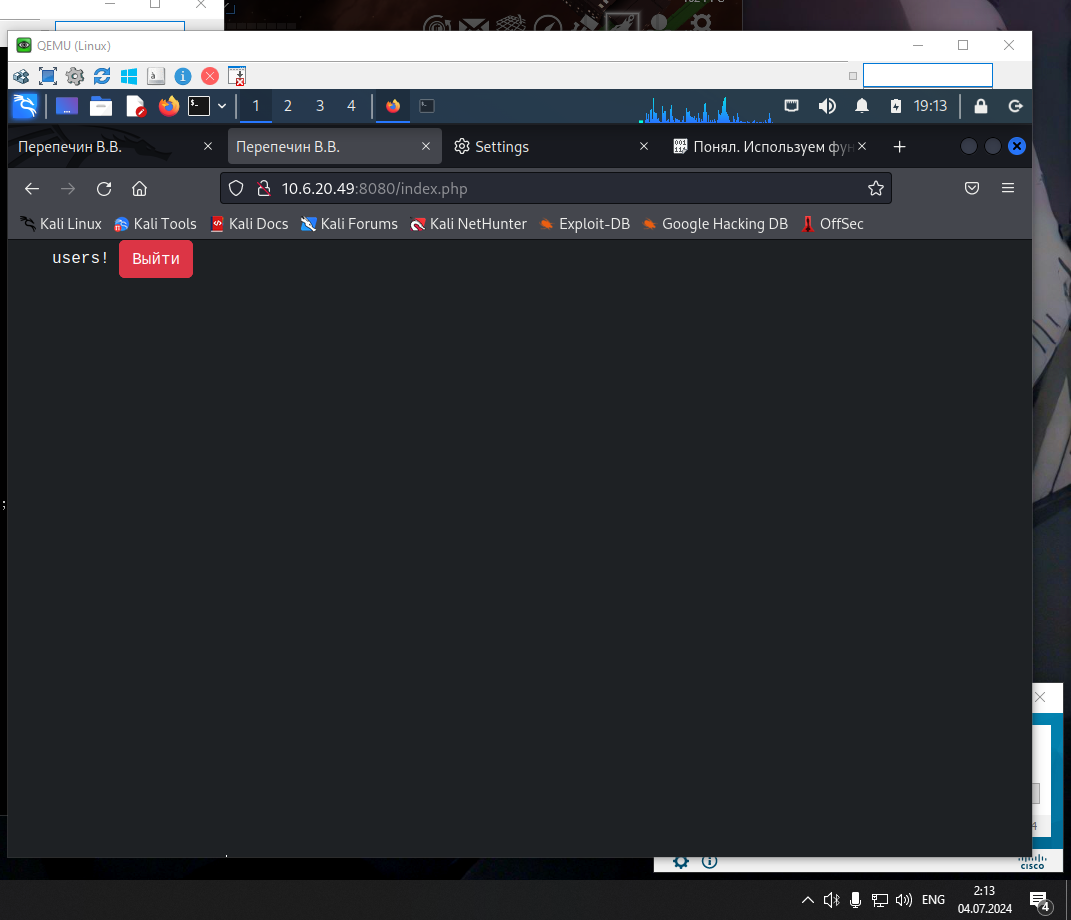 QEMU (Linux)
1 2 3 4 19:13
Перепечин В.В. Перепечин В.В. Settings Понял. Используем фун
10.6.20.49:8080/index.php
Kali Linux Kali Tools Kali Docs Kali Forums Kali NetHunter Exploit-DB Google Hacking DB OffSec
users! Выйти
;
CISCO
ENG
2:13
04.07.2024
4